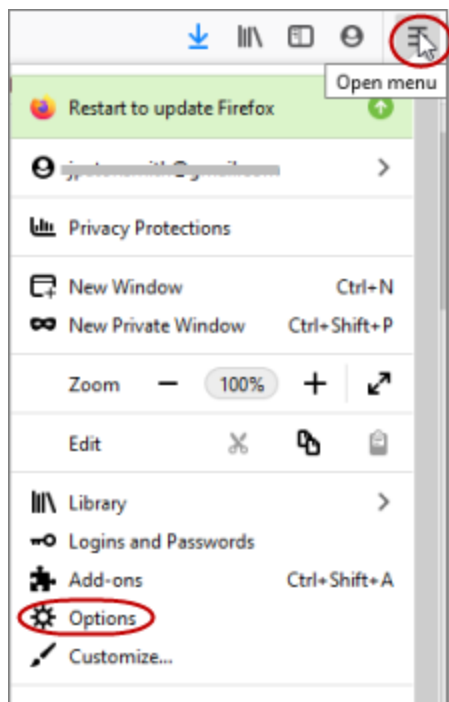 Open menu
Restart to update Firefox
Privacy Protections
New Window Ctrl+N
New Private Window Ctrl+Shift+P
Zoom 100%
Edit
Library
Logins and Passwords
Add-ons Ctrl+Shift+A
Options
Customize...